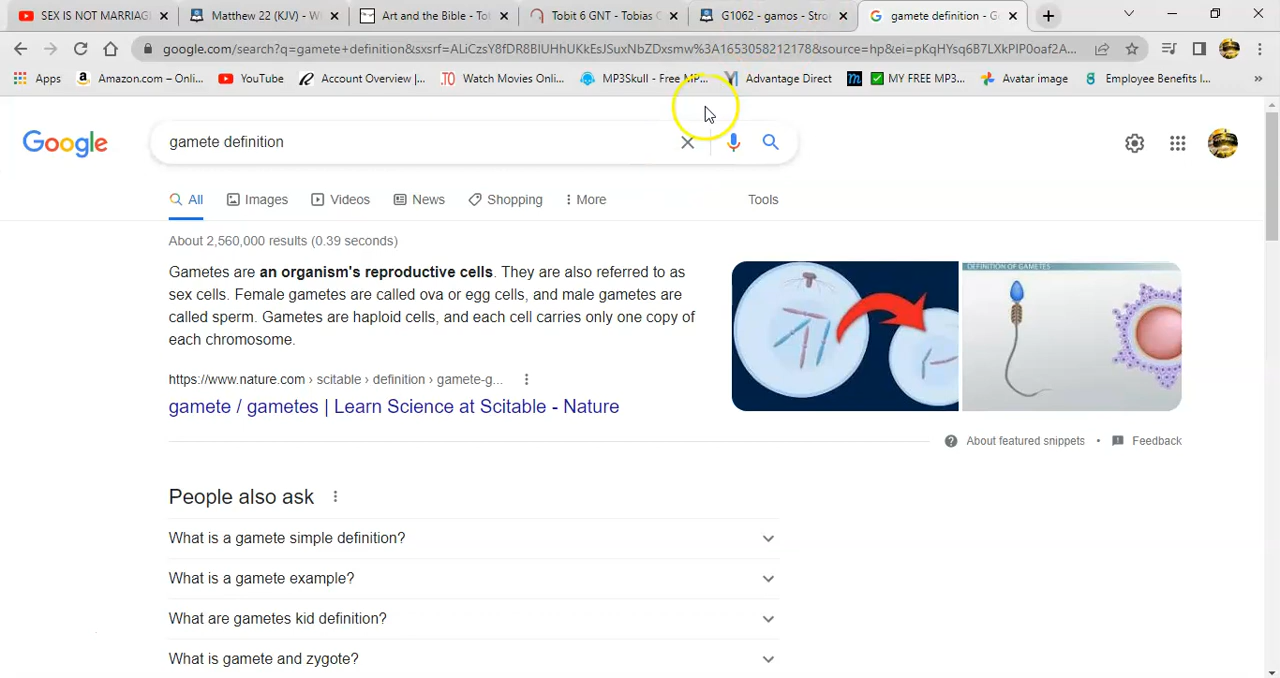 SEX IS NOT MARRIAG
Matthew 22 (KJV) - W
Art and the Bible - Tob
Tobit 6 GNT - Tobias
G1062 - gamos - Stro
gamete definition - G
google.com/search?q=gamete+definition&sxsrf=ALiCzsY8fDR8BIUHhUKkEsJSuxNbZDxsmw%3A1653058212178&source=hp&ei=pKqHYsq6B7LXkPIP0oaf2A...
Apps
Amazon.com – Onli...
YouTube
Account Overview |...
Watch Movies Onli...
MP3Skull - Free MP...
Advantage Direct
MY FREE MP3...
Avatar image
Employee Benefits I...
Google
gamete definition
All
Images
Videos
News
Shopping
More
Tools
About 2,560,000 results (0.39 seconds)
Gametes are m's reproductive cells. They are also referred to as
sex cells. Female gametes are called ova or egg cells, and male gametes are
called sperm. Gametes are haploid cells, and each cell carries only one copy of
each chromosome.
DEFINITION OF GAMETES
https://www.nature.com › scitable › definition › gamete-g...
gamete / gametes | Learn Science at Scitable - Nature
About featured snippets • Feedback
People also ask
What is a gamete simple definition?
What is a gamete example?
What are gametes kid definition?
What is gamete and zygote?